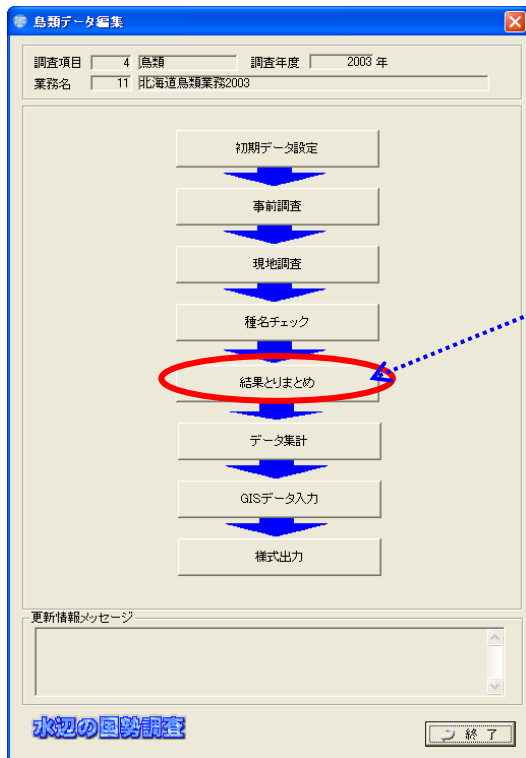 鳥類データ編集
調査項目 4 鳥類 調査年度 2003 年
業務名 11 北海道鳥類業務2003
初期データ設定
事前調査
現地調査
種名チェック
結果とりまとめ
データ集計
GISデータ入力
様式出力
更新情報メッセージ
水辺の国勢調査
終 了